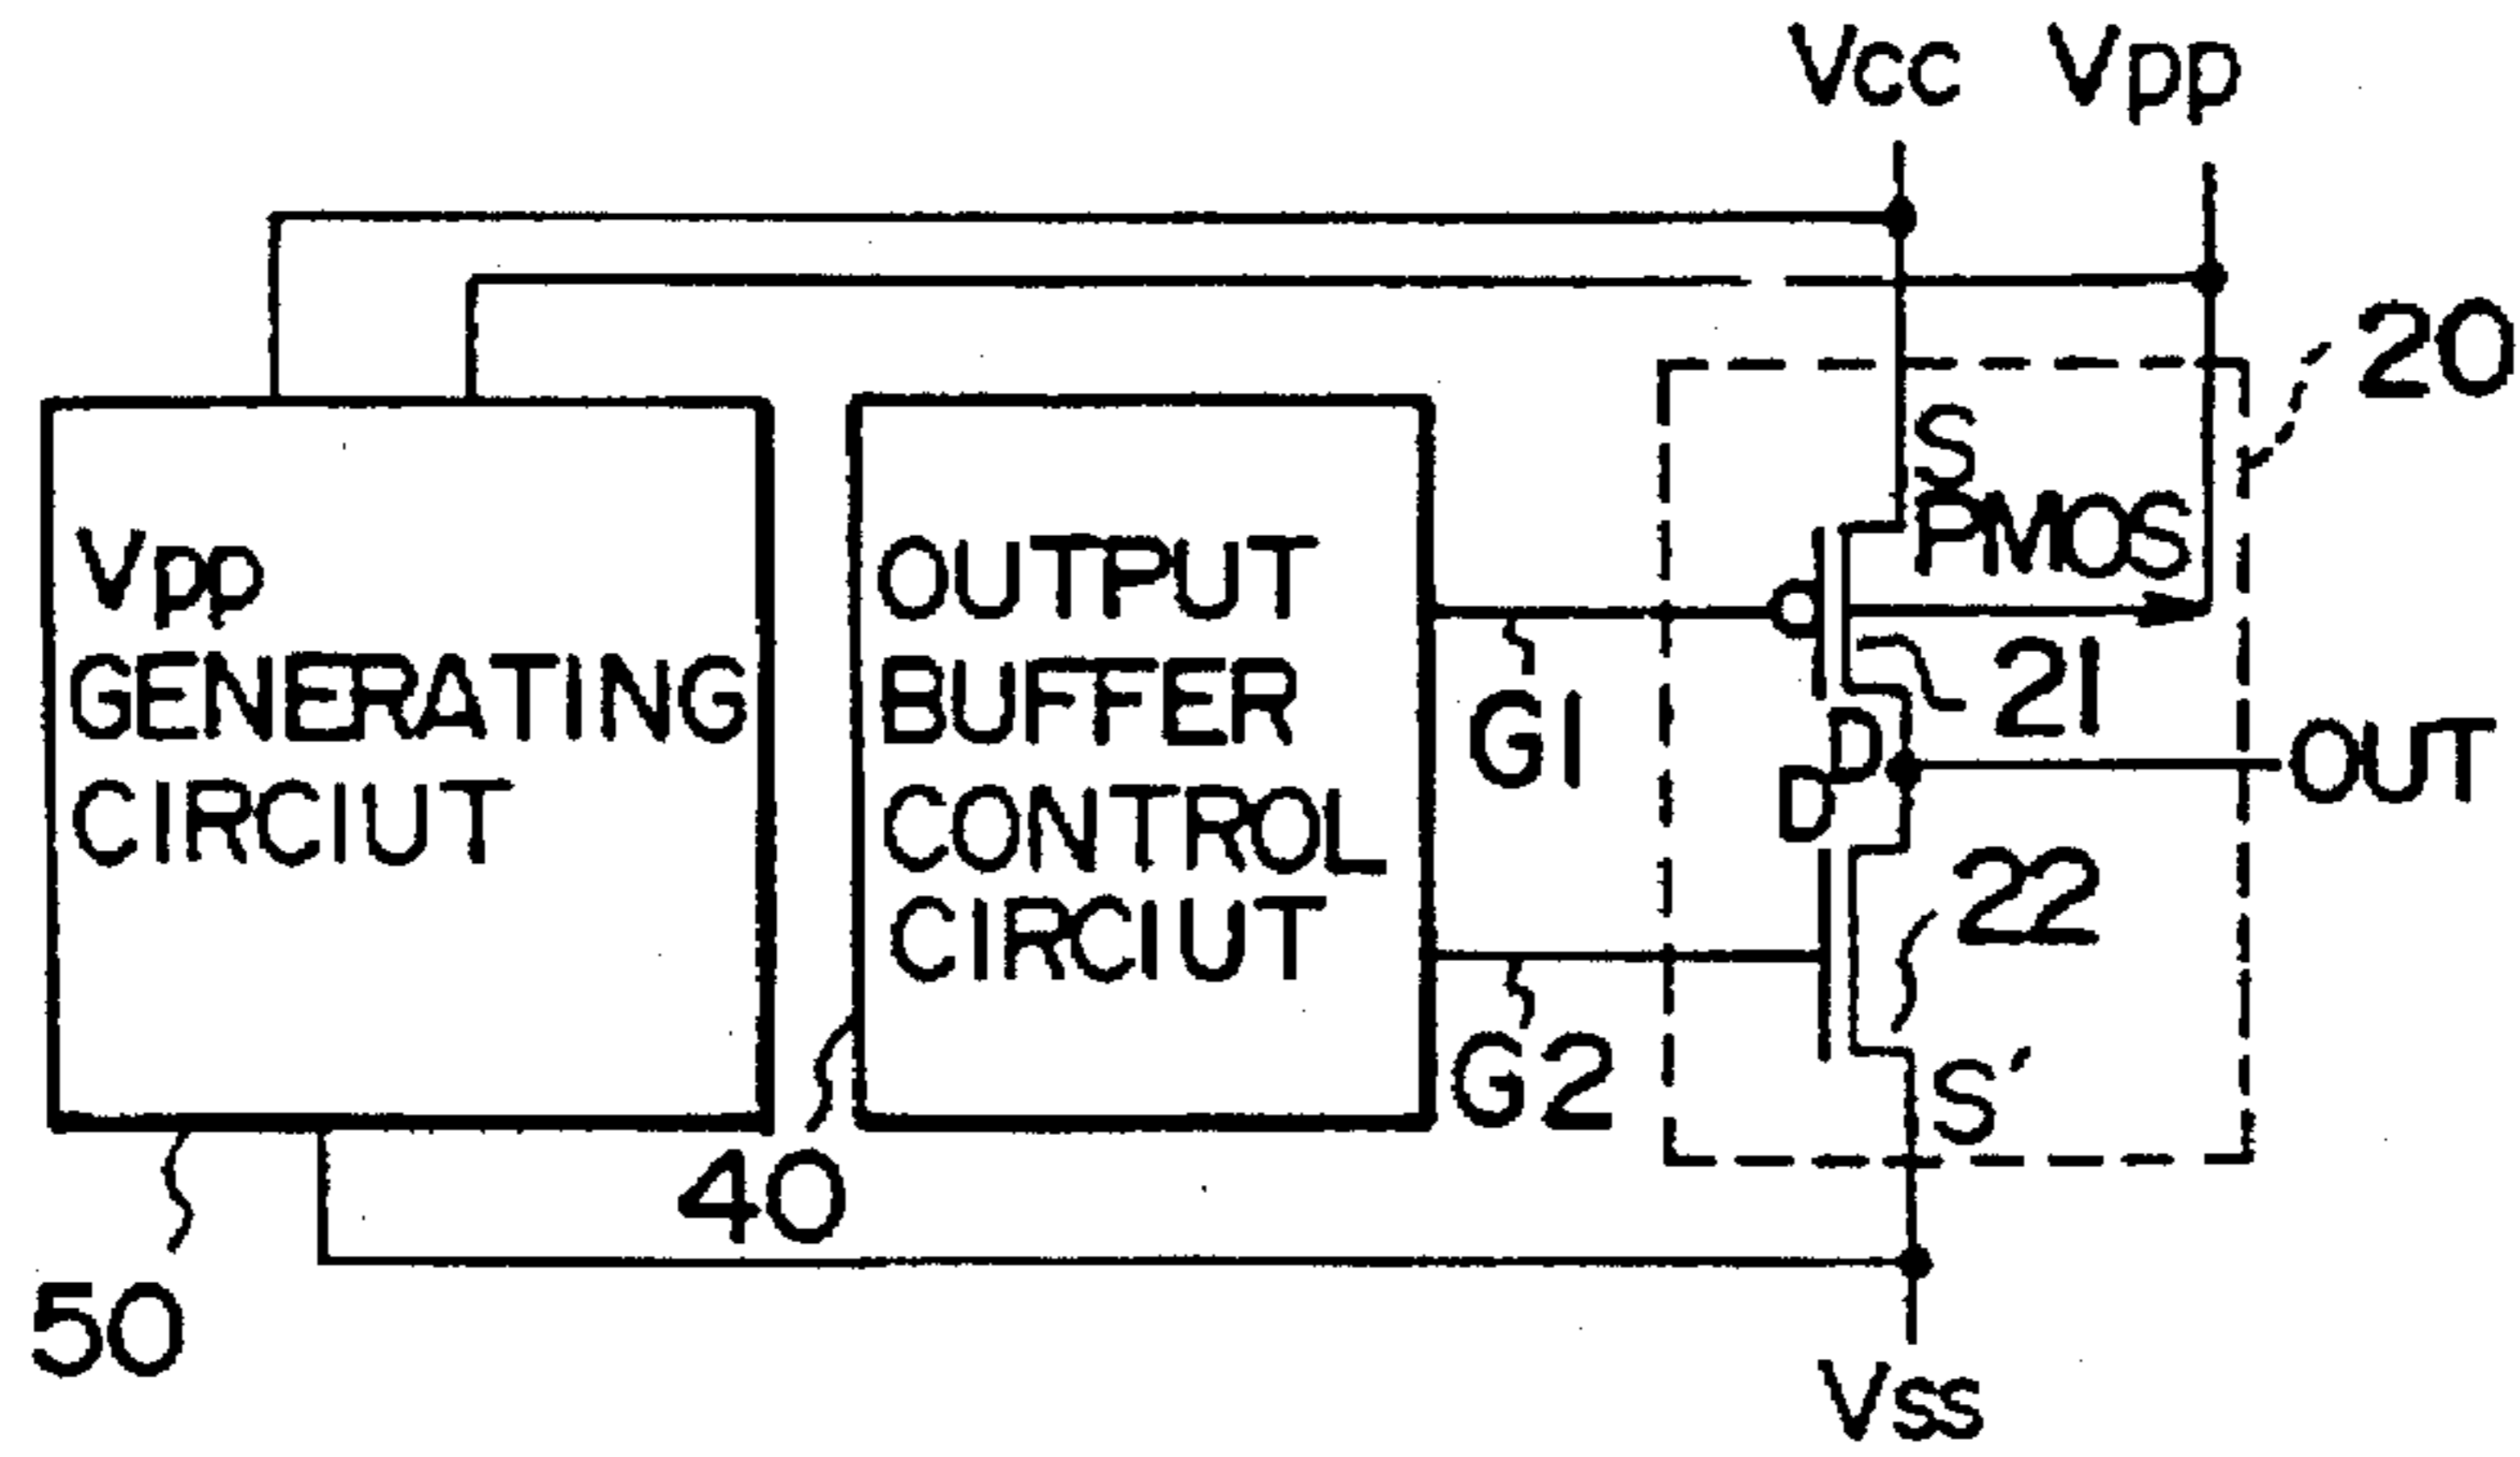 Vcc Vpp
20
S
PMOS
Vpp
GENERATING
CIRCIUT
OUTPUT
BUFFER
CONTROL
CIRCIUT
G1
21
D
D
OUT
22
G2
S'
40
50
Vss